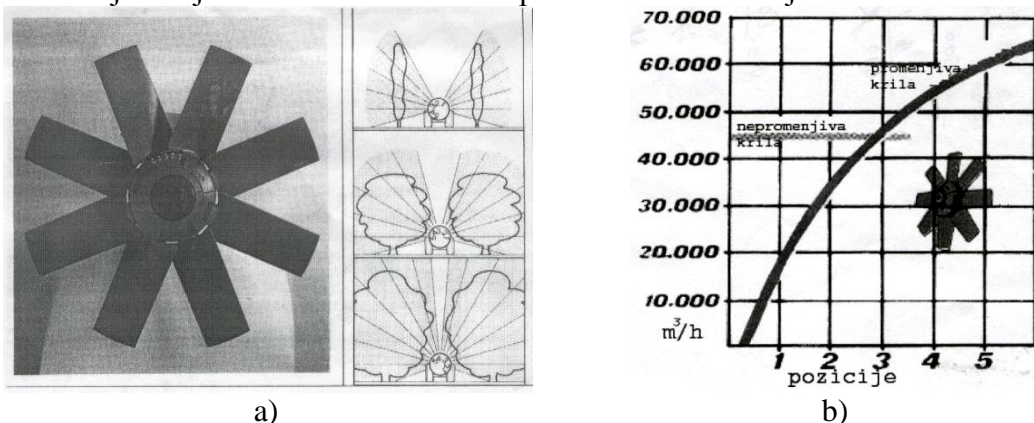 70.000
60.000
50.000
40.000
30.000
20.000
10.000
m³/h
promenjiva
krila
nepromenjiva
krila
1 2 3 4 5
pozicije
a)
b)